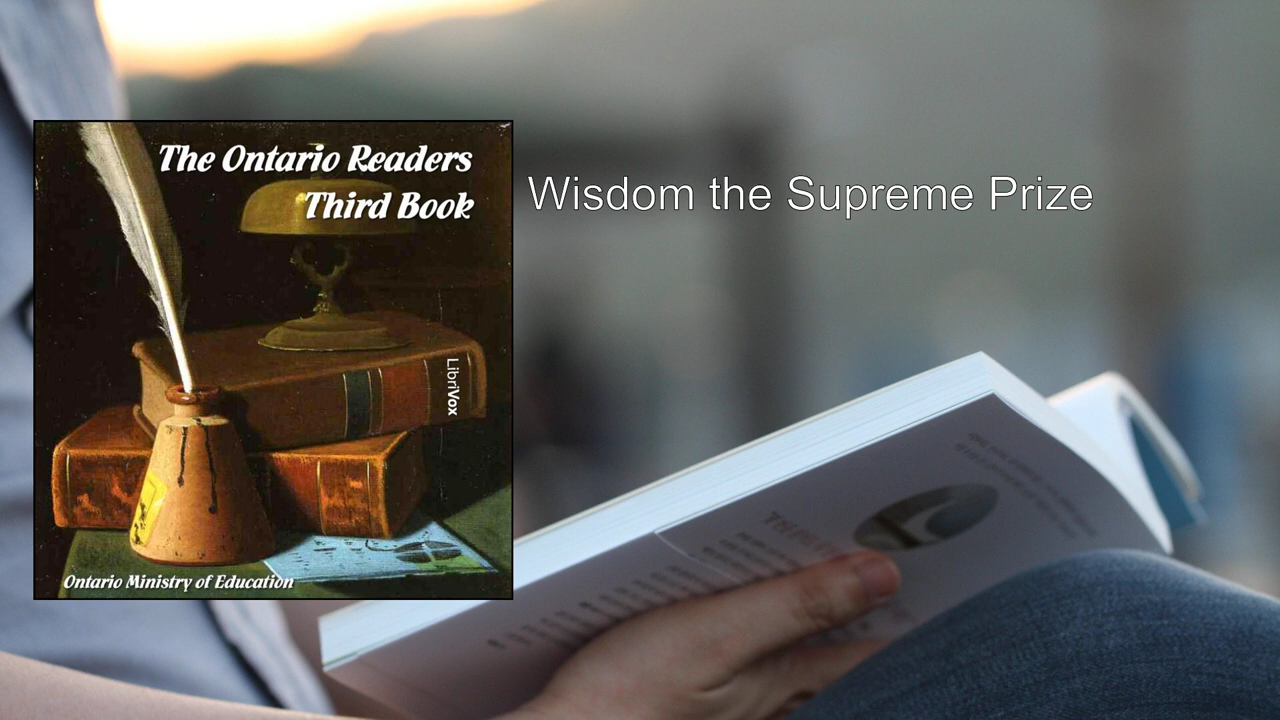 The Ontario Readers
Third Book
Wisdom the Supreme Prize
LibriVox
Ontario Ministry of Education